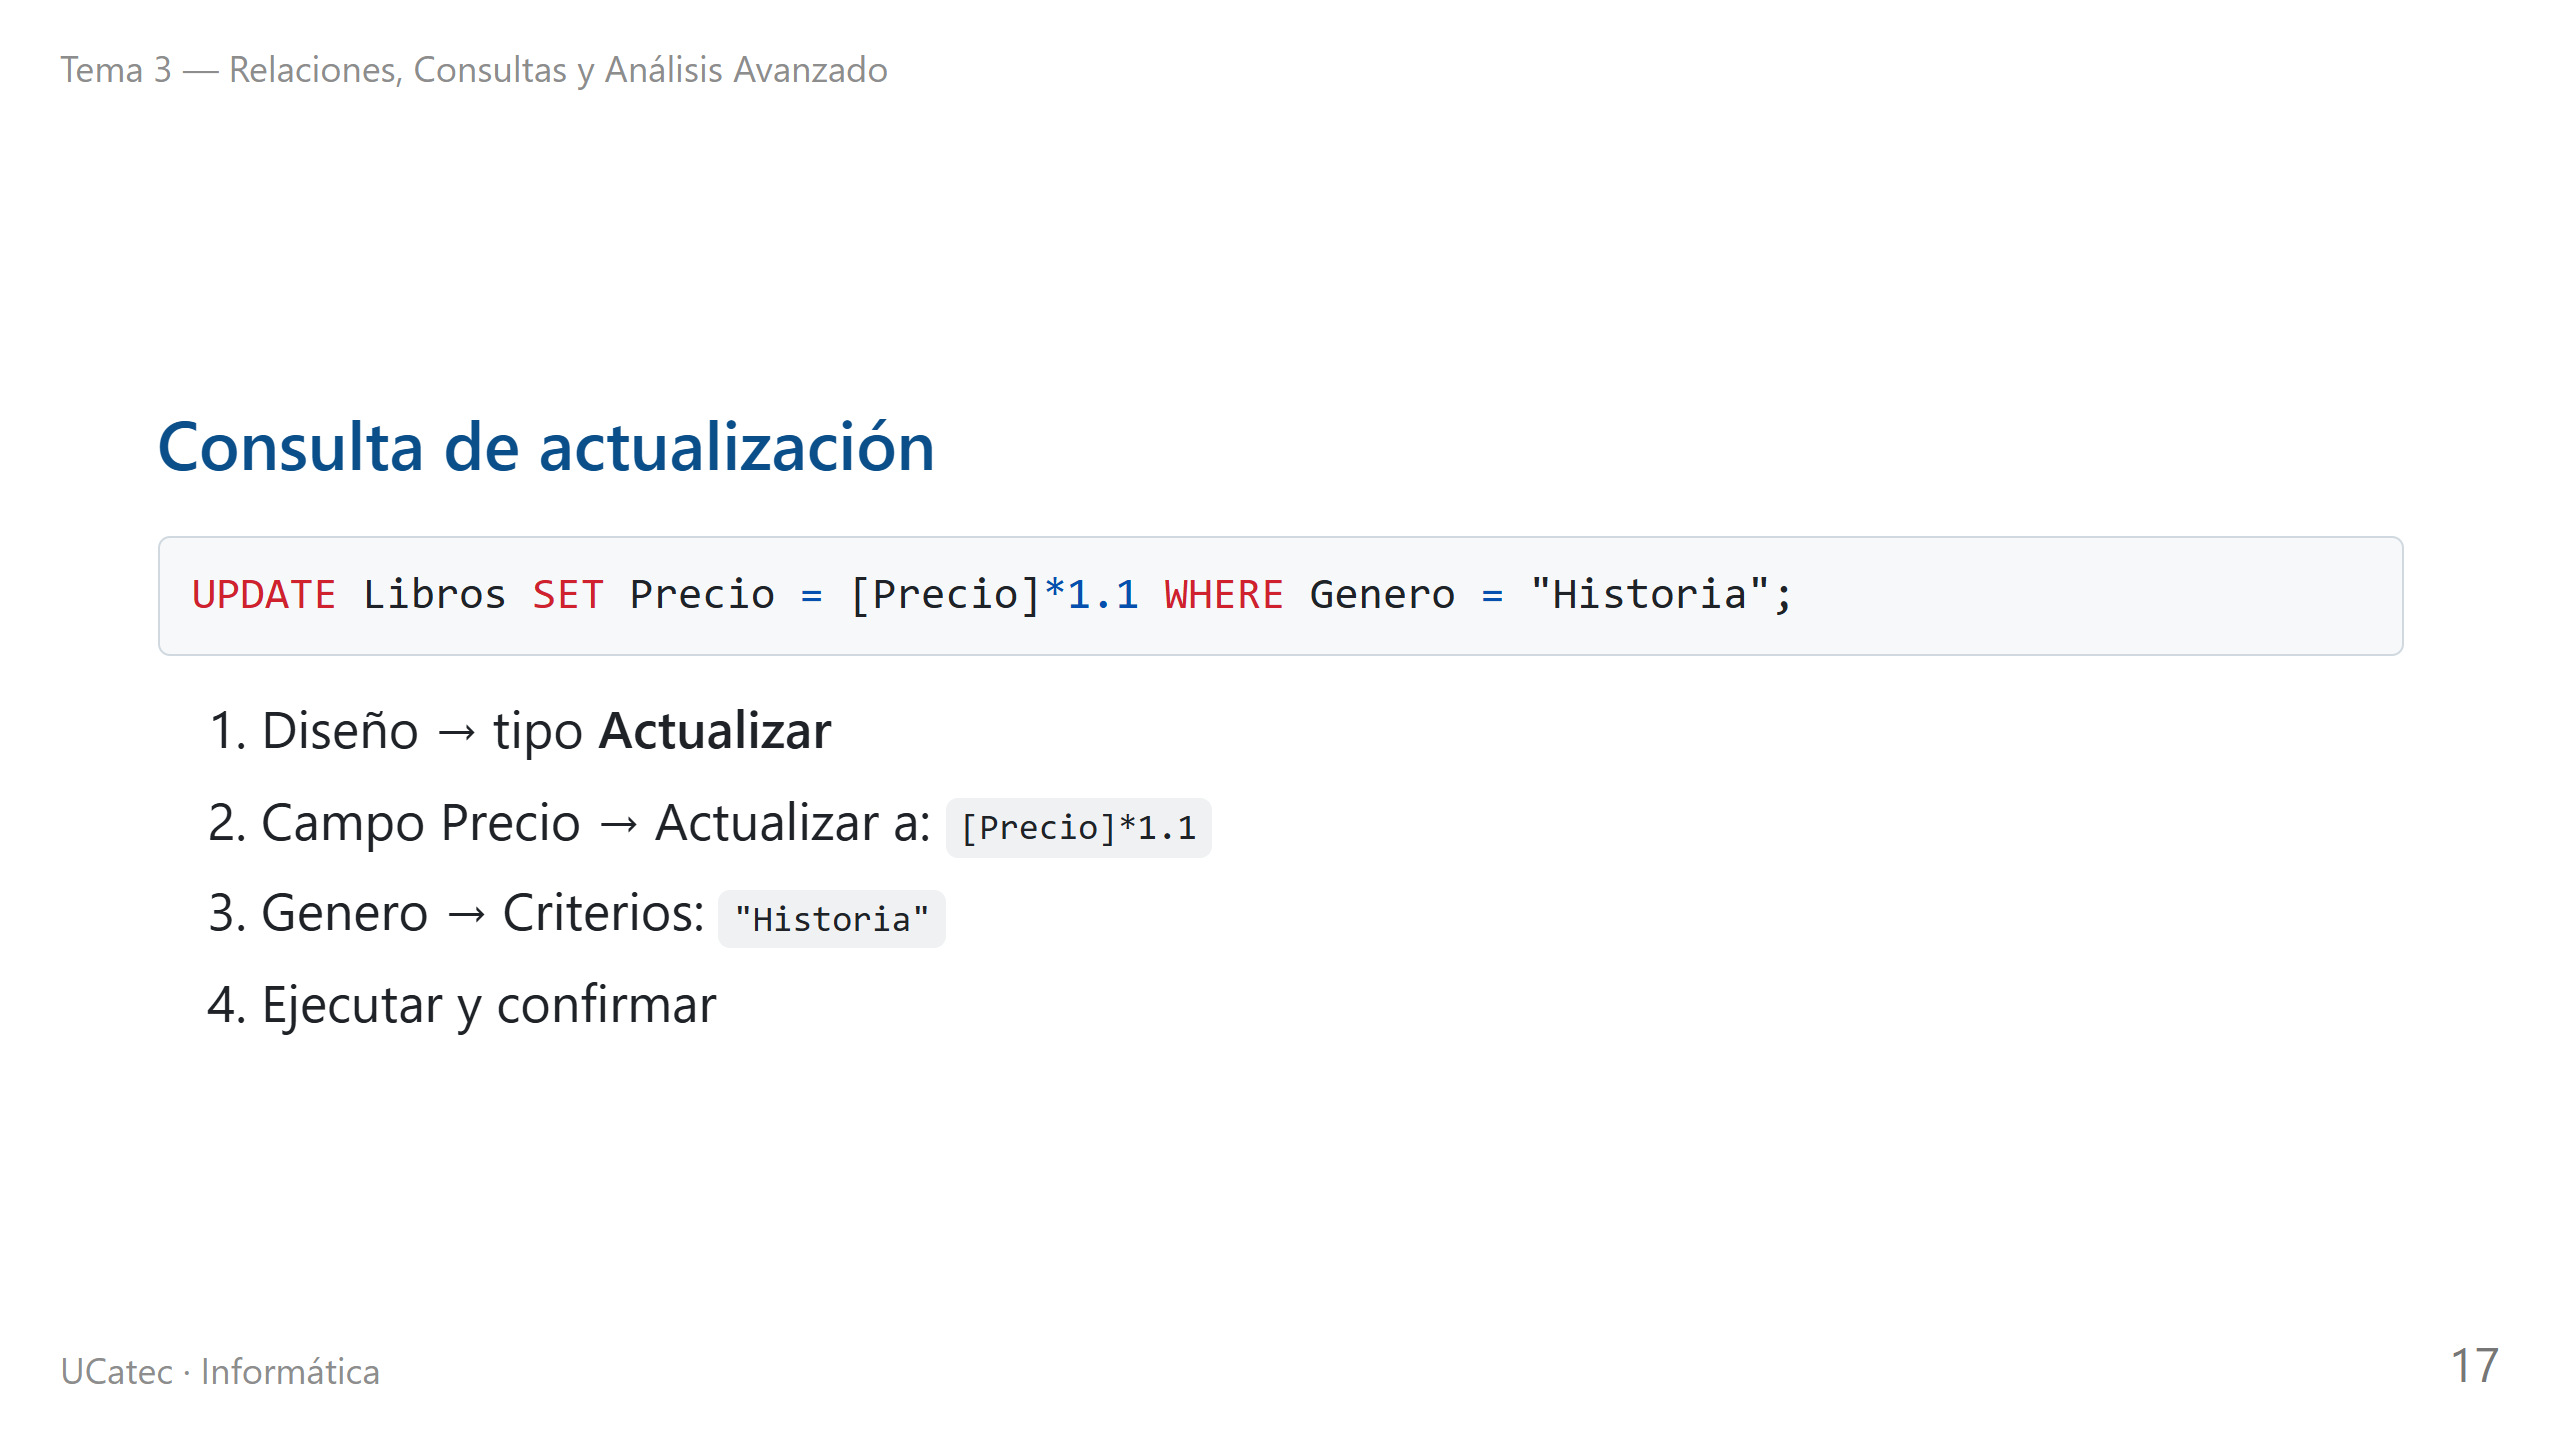 Tema 3 — Relaciones, Consultas y Análisis Avanzado
Consulta de actualización
UPDATE Libros SET Precio = [Precio]*1.1 WHERE Genero = "Historia";
1. Diseño → tipo Actualizar
2. Campo Precio → Actualizar a: [Precio]*1.1
3. Genero → Criterios: "Historia"
4. Ejecutar y confirmar
UCatec · Informática
17